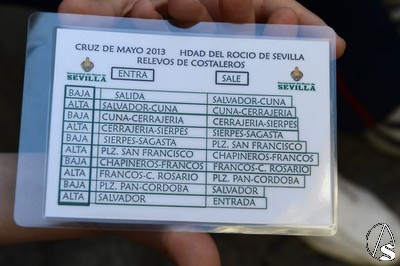 CRUZ DE MAYO 2013 HDAD DEL ROCIO DE SEVILLA
RELEVOS DE COSTALEROS
SEVILLA ENTRA SALE SEVILLA
BAJA SALIDA SALVADOR-CUNA
ALTA SALVADOR-CUNA CUNA-CERRAJERIA
BAJA CUNA-CERRAJERIA CERRAJERIA-SIERPES
ALTA CERRAJERIA-SIERPES SIERPES-SAGASTA
BAJA SIERPES-SAGASTA PLZ. SAN FRANCISCO
ALTA PLZ. SAN FRANCISCO CHAPINEROS-FRANCOS
BAJA CHAPINEROS-FRANCOS FRANCOS-C. ROSARIO
ALTA FRANCOS-C. ROSARIO PLZ. PAN-CORDOBA
BAJA PLZ. PAN-CORDOBA SALVADOR
ALTA SALVADOR ENTRADA